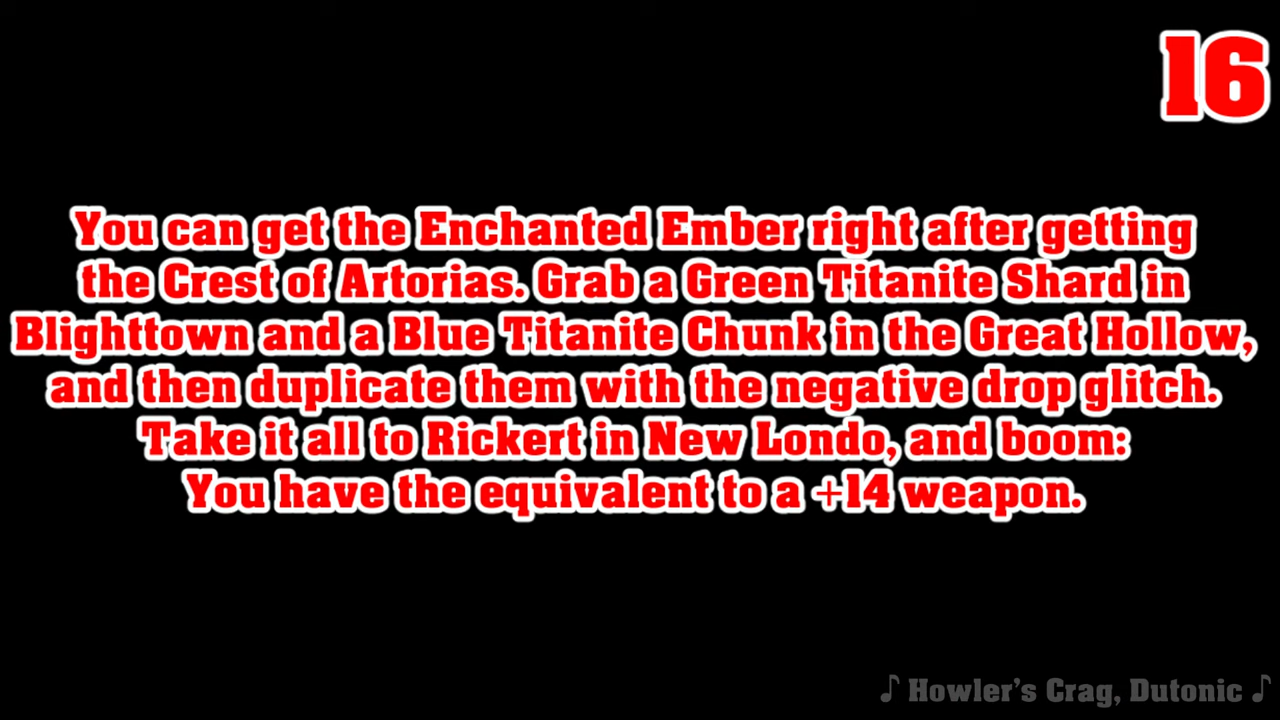 16
You can get the Enchanted Ember right after getting
the Crest of Artorias. Grab a Green Titanite Shard in
Blighttown and a Blue Titanite Chunk in the Great Hollow,
and then duplicate them with the negative drop glitch.
Take it all to Rickert in New Londo, and boom:
You have the equivalent to a +14 weapon.
♪ Howler's Crag, Dutonic ♪